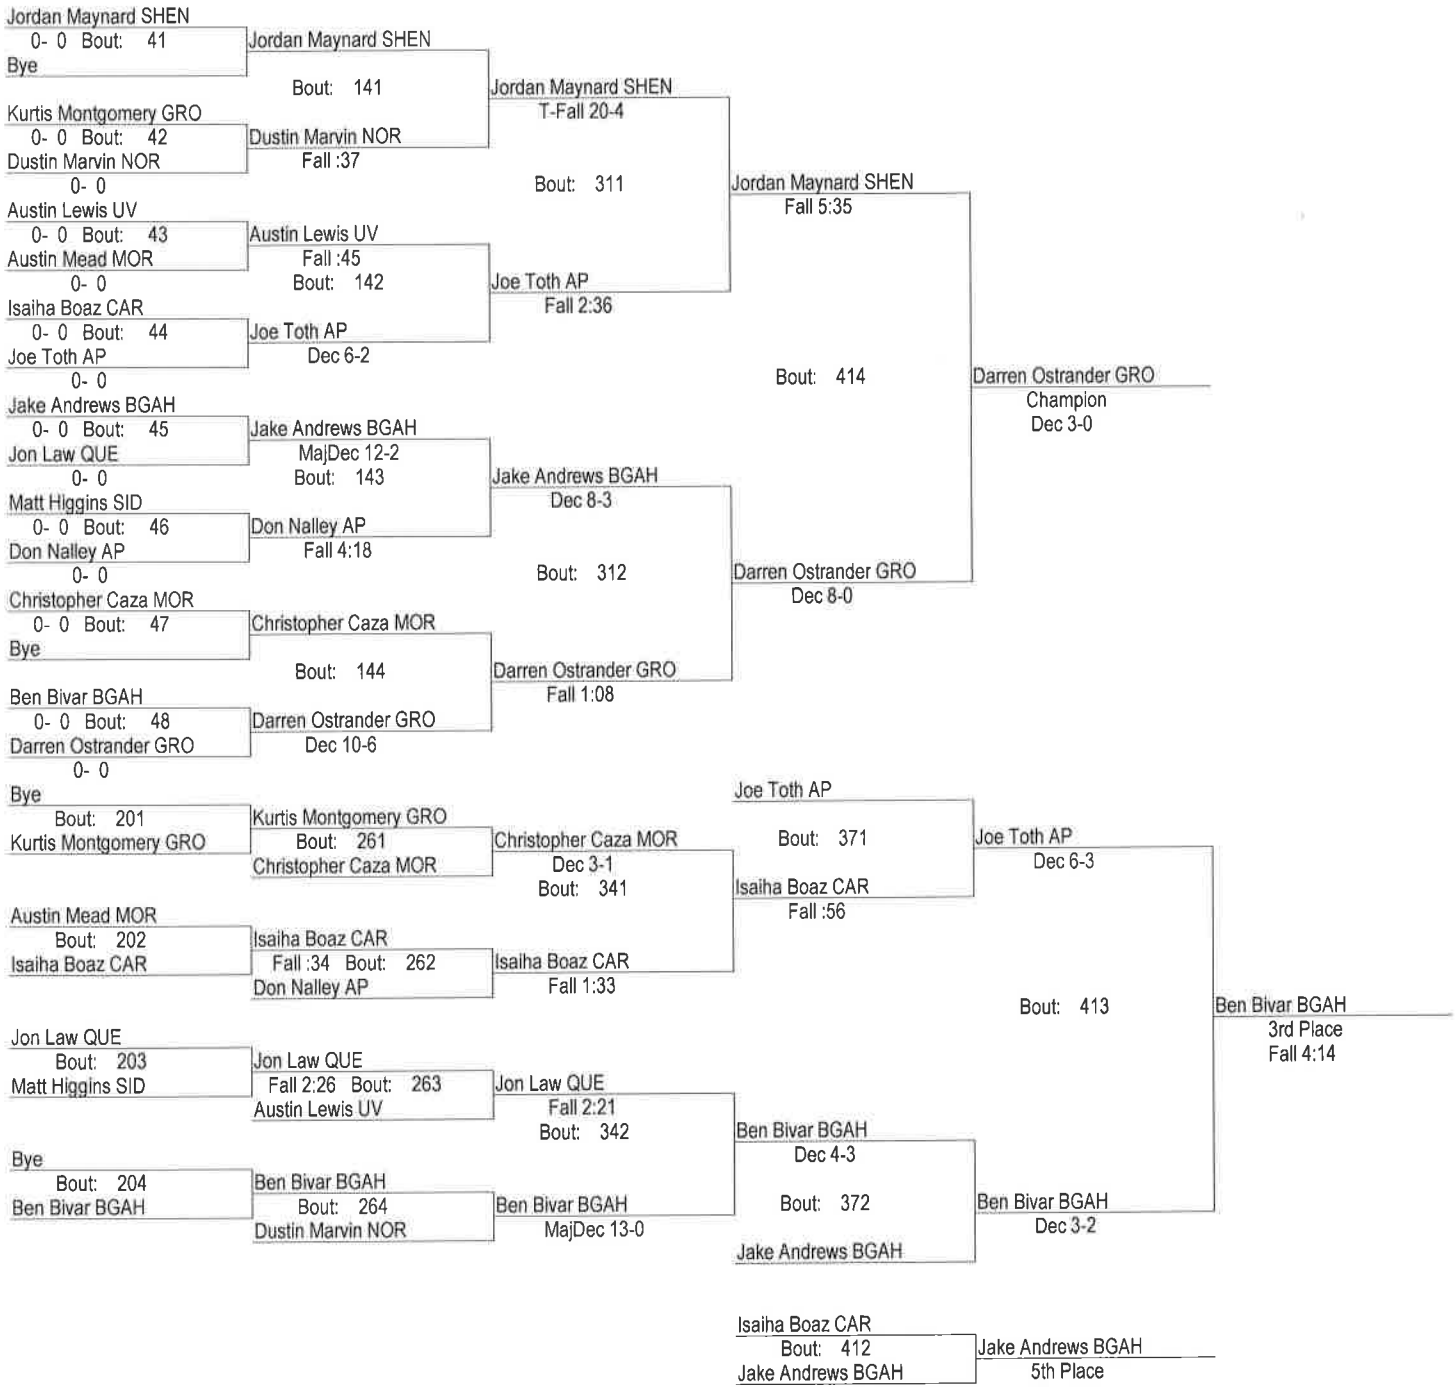 Jordan Maynard SHEN
0- 0 Bout: 41
Bye
Jordan Maynard SHEN
Bout: 141
Kurtis Montgomery GRO
0- 0 Bout: 42
Dustin Marvin NOR
0- 0
Dustin Marvin NOR
Fall :37
Jordan Maynard SHEN
T-Fall 20-4
Bout: 311
Austin Lewis UV
0- 0 Bout: 43
Austin Mead MOR
0- 0
Austin Lewis UV
Fall :45
Bout: 142
Isaiha Boaz CAR
0- 0 Bout: 44
Joe Toth AP
0- 0
Joe Toth AP
Dec 6-2
Joe Toth AP
Fall 2:36
Jordan Maynard SHEN
Fall 5:35
Bout: 414
Jake Andrews BGAH
0- 0 Bout: 45
Jon Law QUE
0- 0
Jake Andrews BGAH
MajDec 12-2
Bout: 143
Matt Higgins SID
0- 0 Bout: 46
Don Nalley AP
0- 0
Don Nalley AP
Fall 4:18
Jake Andrews BGAH
Dec 8-3
Bout: 312
Christopher Caza MOR
0- 0 Bout: 47
Bye
Christopher Caza MOR
Bout: 144
Ben Bivar BGAH
0- 0 Bout: 48
Darren Ostrander GRO
0- 0
Darren Ostrander GRO
Dec 10-6
Darren Ostrander GRO
Fall 1:08
Darren Ostrander GRO
Dec 8-0
Darren Ostrander GRO
Champion
Dec 3-0
Bye
Bout: 201
Kurtis Montgomery GRO
Kurtis Montgomery GRO
Bout: 261
Christopher Caza MOR
Christopher Caza MOR
Dec 3-1
Bout: 341
Austin Mead MOR
Bout: 202
Isaiha Boaz CAR
Isaiha Boaz CAR
Fall :34 Bout: 262
Don Nalley AP
Isaiha Boaz CAR
Fall 1:33
Joe Toth AP
Bout: 371
Isaiha Boaz CAR
Fall :56
Joe Toth AP
Dec 6-3
Bout: 413
Jon Law QUE
Bout: 203
Matt Higgins SID
Jon Law QUE
Fall 2:26 Bout: 263
Austin Lewis UV
Jon Law QUE
Fall 2:21
Bout: 342
Bye
Bout: 204
Ben Bivar BGAH
Ben Bivar BGAH
Bout: 264
Dustin Marvin NOR
Ben Bivar BGAH
MajDec 13-0
Ben Bivar BGAH
Dec 4-3
Bout: 372
Jake Andrews BGAH
Ben Bivar BGAH
Dec 3-2
Ben Bivar BGAH
3rd Place
Fall 4:14
Isaiha Boaz CAR
Bout: 412
Jake Andrews BGAH
Jake Andrews BGAH
5th Place